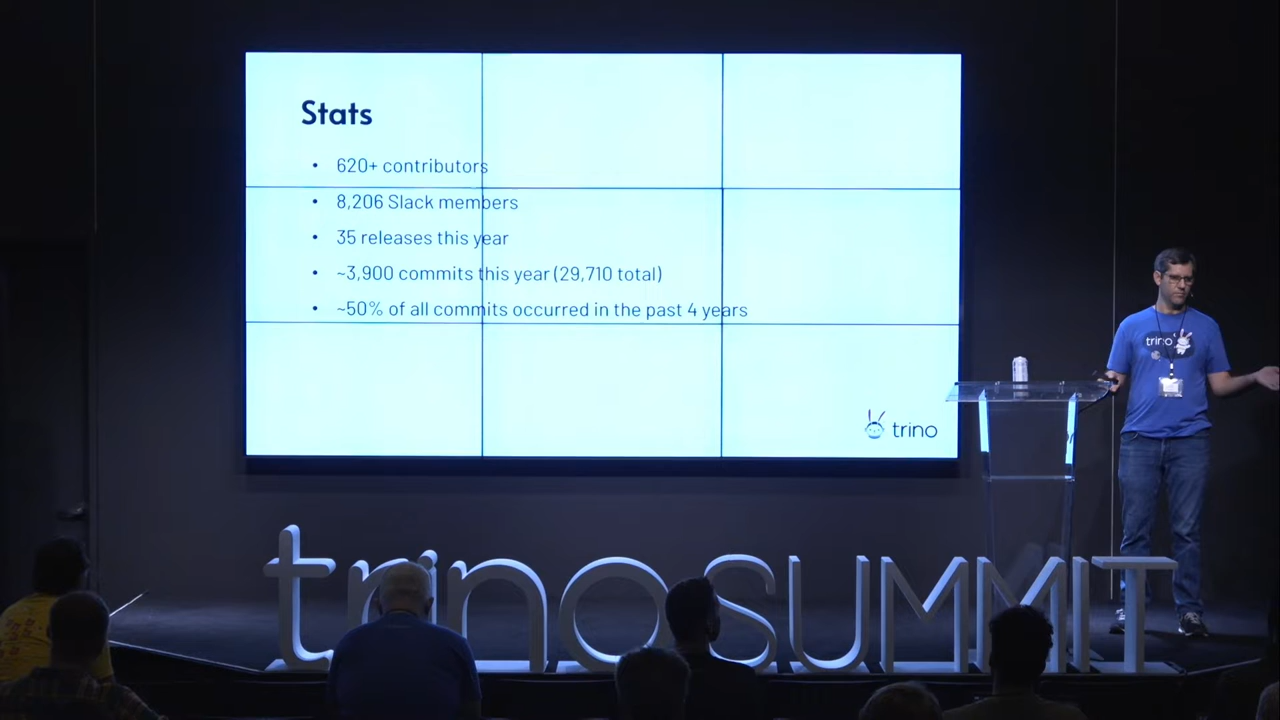 Stats
• 620+ contributors
• 8,206 Slack members
• 35 releases this year
• ~3,900 commits this year (29,710 total)
• ~50% of all commits occurred in the past 4 years
trino
trino
trinoSUMMIT